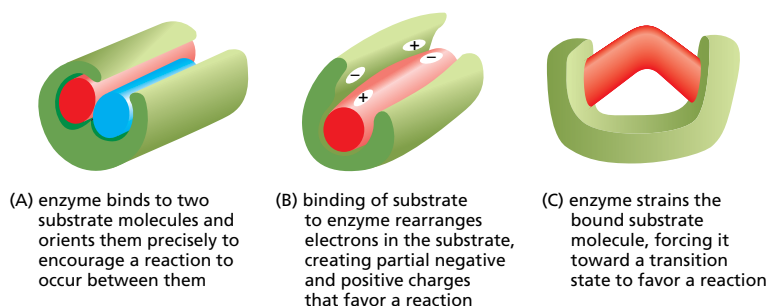 +
−
−
+
(A) enzyme binds to two
substrate molecules and
orients them precisely to
encourage a reaction to
occur between them
(B) binding of substrate
to enzyme rearranges
electrons in the substrate,
creating partial negative
and positive charges
that favor a reaction
(C) enzyme strains the
bound substrate
molecule, forcing it
toward a transition
state to favor a reaction